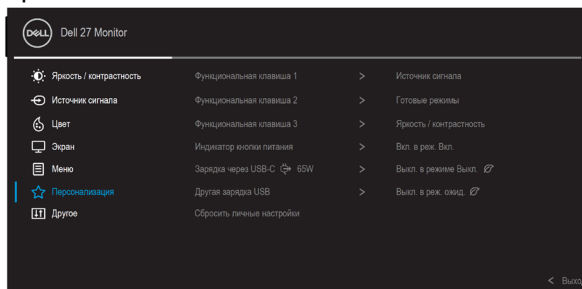 DELL Dell 27 Monitor
Яркость / контрастность Функциональная клавиша 1 > Источник сигнала
Источник сигнала Функциональная клавиша 2 > Готовые режимы
Цвет Функциональная клавиша 3 > Яркость / контрастность
Экран Индикатор кнопки питания > Вкл. в реж. Вкл.
Меню Зарядка через USB-C 65W > Выкл. в режиме Выкл.
Персонализация Другая зарядка USB > Выкл. в реж. ожид.
Другое Сбросить личные настройки
< Выход